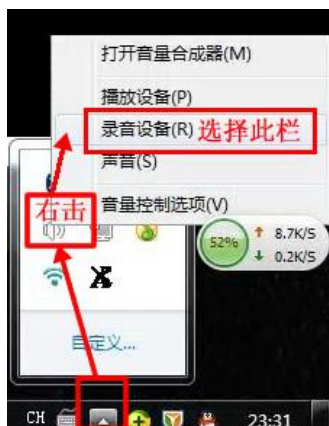 打开音量合成器(M)
播放设备(P)
录音设备(R) 选择此栏
声音(S)
右击 音量控制选项(V)
52% 8.7K/S
0.2K/S
自定义...
CH 23:31